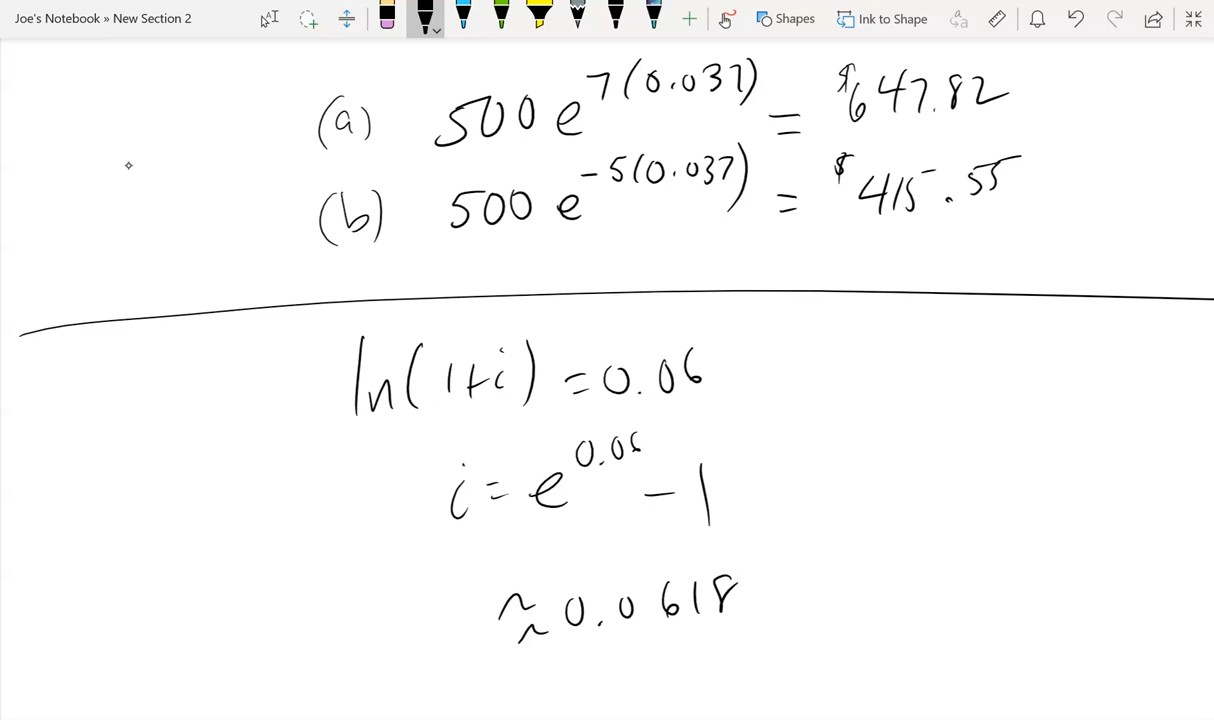 Joe's Notebook » New Section 2 Shapes Ink to Shape
(a) 500 e^7(0.037) = $647.82
(b) 500 e^-5(0.037) = $415.55
ln(1+i) = 0.06
i = e^0.06 - 1
≈ 0.0618